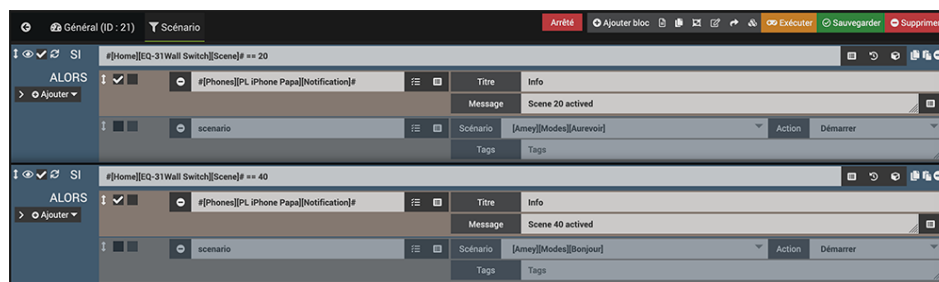 Général (ID : 21) Scénario Arrêté Ajouter bloc Exécuter Sauvegarder Supprimer
SI #[Home][EQ-31Wall Switch][Scene]# == 20
ALORS #[Phones][PL iPhone Papa][Notification]# Titre Info
Ajouter
Message Scene 20 actived
scenario Scénario [Amey][Modes][Aurevoir] Action Démarrer
Tags Tags
SI #[Home][EQ-31Wall Switch][Scene]# == 40
ALORS #[Phones][PL iPhone Papa][Notification]# Titre Info
Ajouter
Message Scene 40 actived
scenario Scénario [Amey][Modes][Bonjour] Action Démarrer
Tags Tags